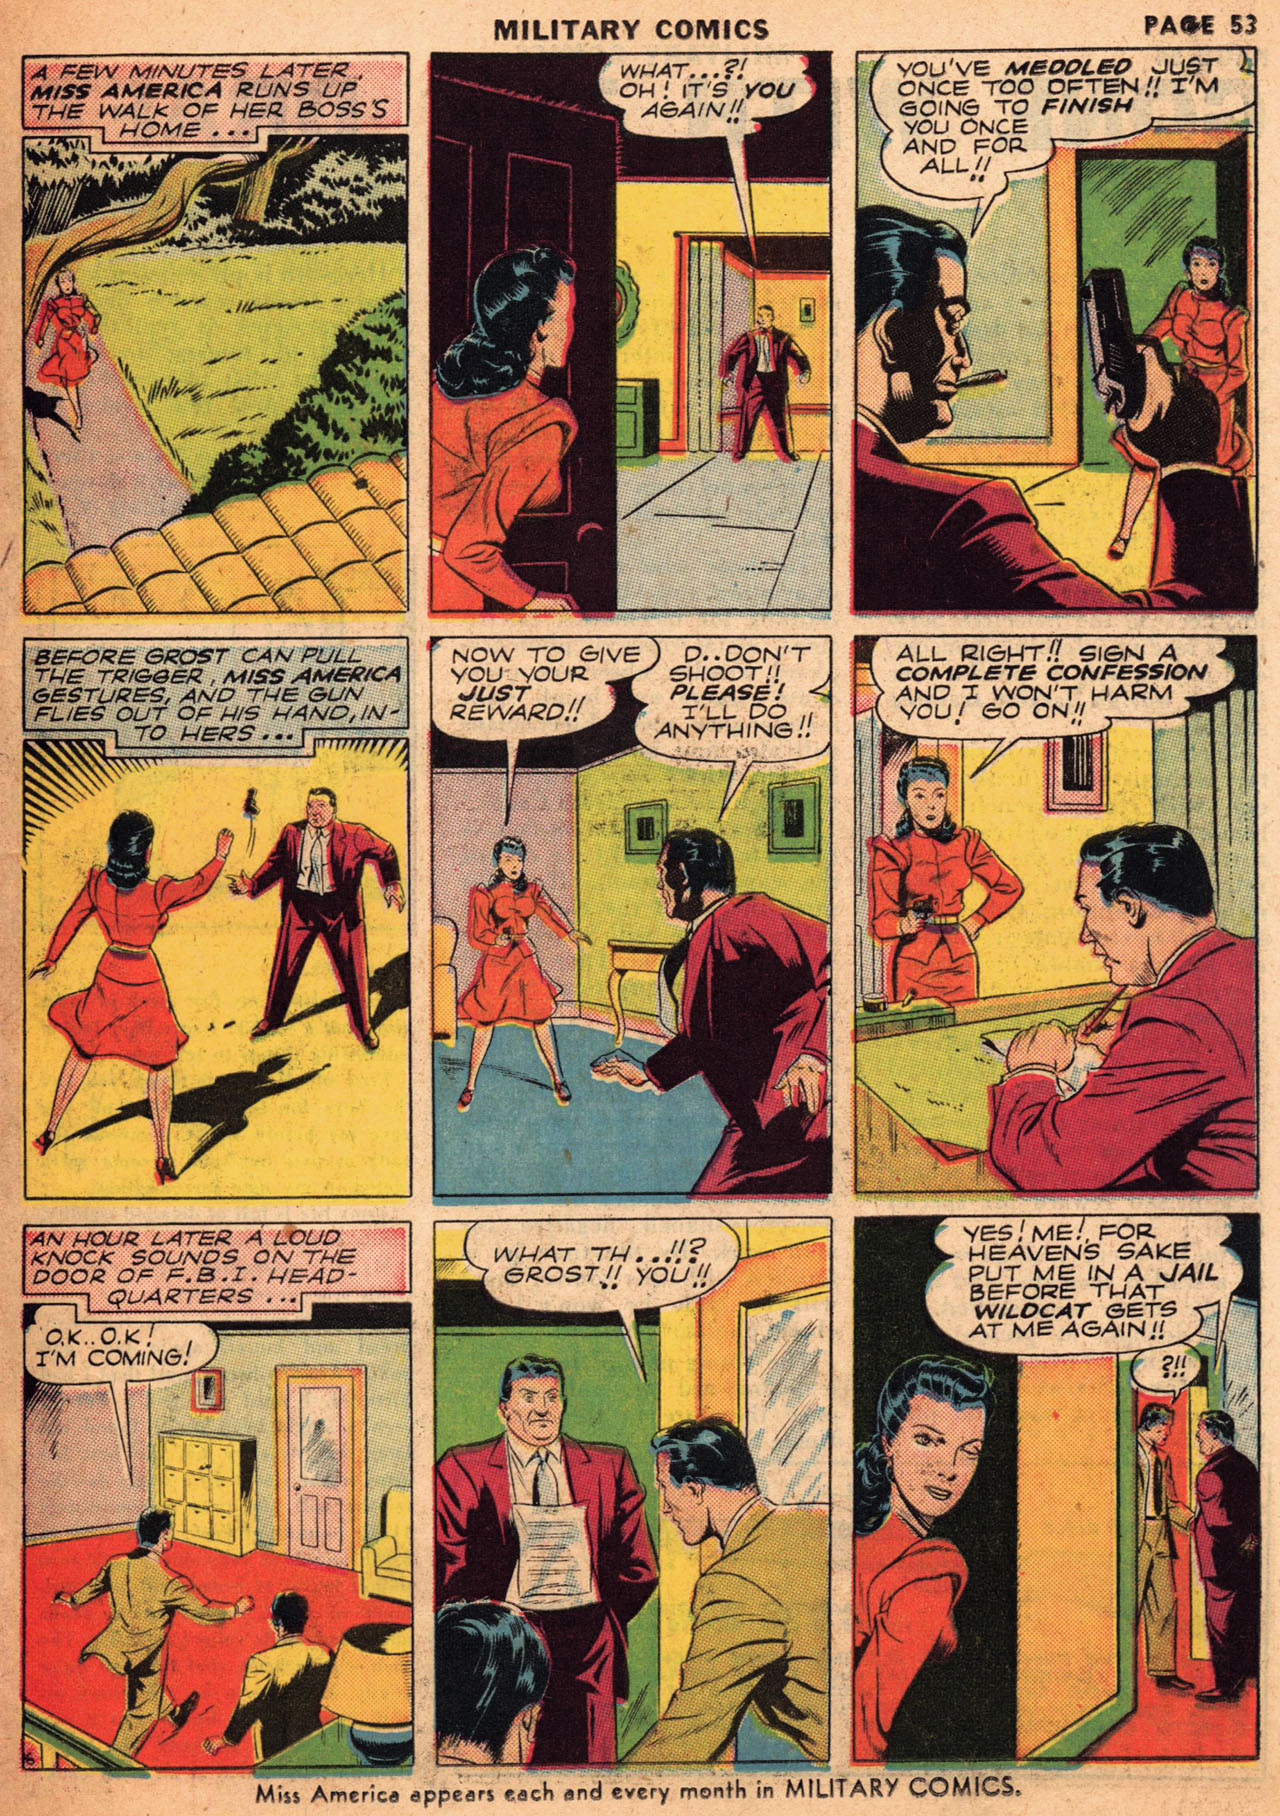 MILITARY COMICS
PAGE 53
A FEW MINUTES LATER,
MISS AMERICA RUNS UP
THE WALK OF HER BOSS'S
HOME...
WHAT...?!
OH! IT'S YOU
AGAIN!!
YOU'VE MEDDLED JUST
ONCE TOO OFTEN!! I'M
GOING TO FINISH
YOU ONCE
AND FOR
ALL!!
BEFORE GROST CAN PULL
THE TRIGGER, MISS AMERICA
GESTURES, AND THE GUN
FLIES OUT OF HIS HAND, IN-
TO HERS...
NOW TO GIVE
YOU YOUR
JUST
REWARD!!
D..DON'T
SHOOT!!
PLEASE!
I'LL DO
ANYTHING!!
ALL RIGHT!! SIGN A
COMPLETE CONFESSION
AND I WON'T HARM
YOU! GO ON!!
AN HOUR LATER A LOUD
KNOCK SOUNDS ON THE
DOOR OF F.B.I. HEAD-
QUARTERS...
O.K...O.K!
I'M COMING!
WHAT TH...!!?
GROST!! YOU!!
YES! ME!, FOR
HEAVEN'S SAKE
PUT ME IN A JAIL
BEFORE THAT
WILDCAT GETS
AT ME AGAIN!!
?!!
6
Miss America appears each and every month in MILITARY COMICS.